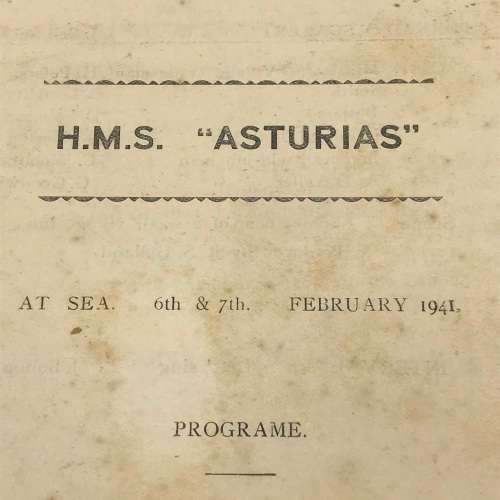 H.M.S. "ASTURIAS"
AT SEA. 6th & 7th. FEBRUARY 1941.
PROGRAME.